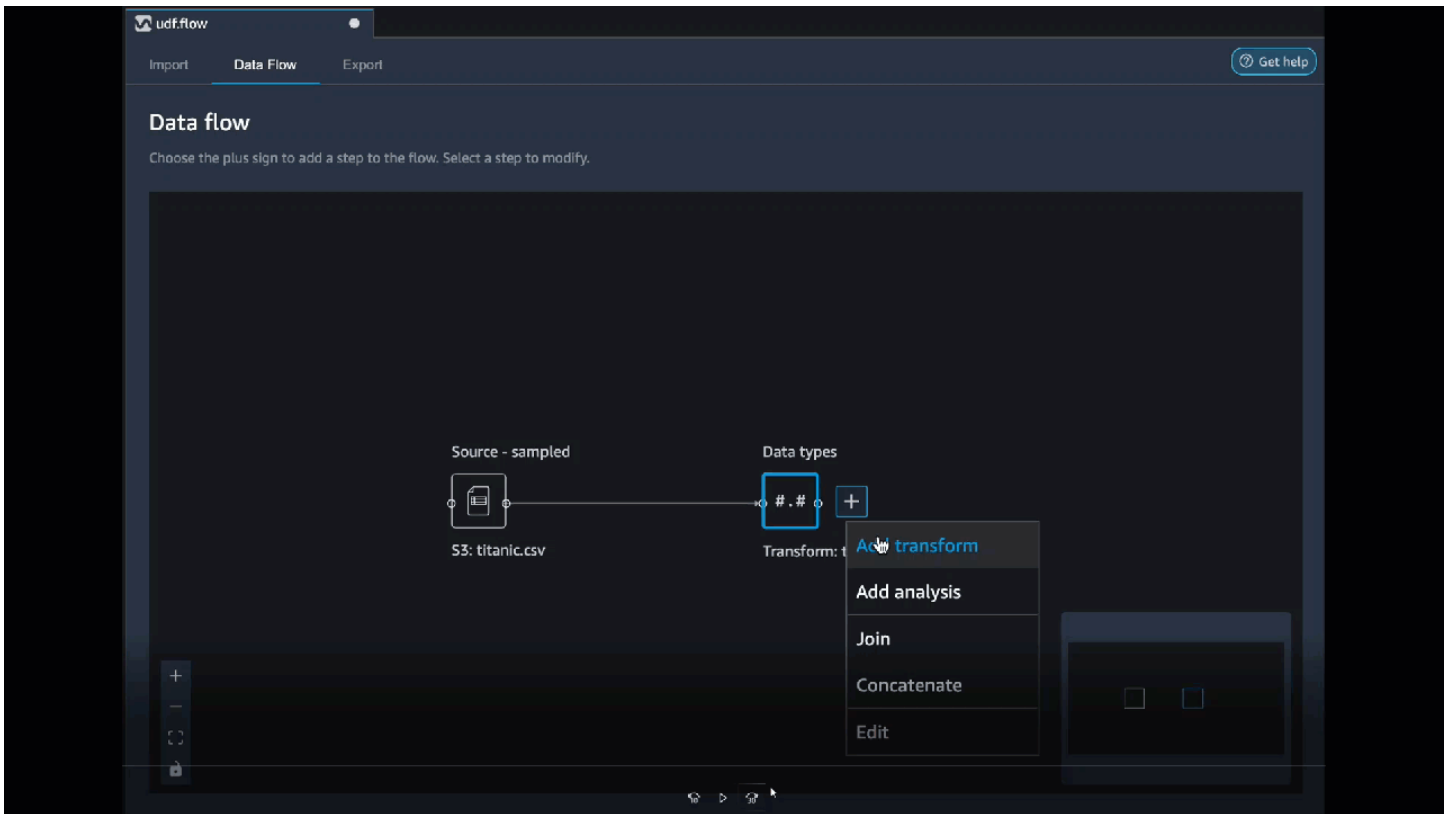 udf.flow
Import Data Flow Export
Get help
Data flow
Choose the plus sign to add a step to the flow. Select a step to modify.
Source - sampled
Data types
#.#
S3: titanic.csv
Transform: t
Add transform
Add analysis
Join
Concatenate
Edit